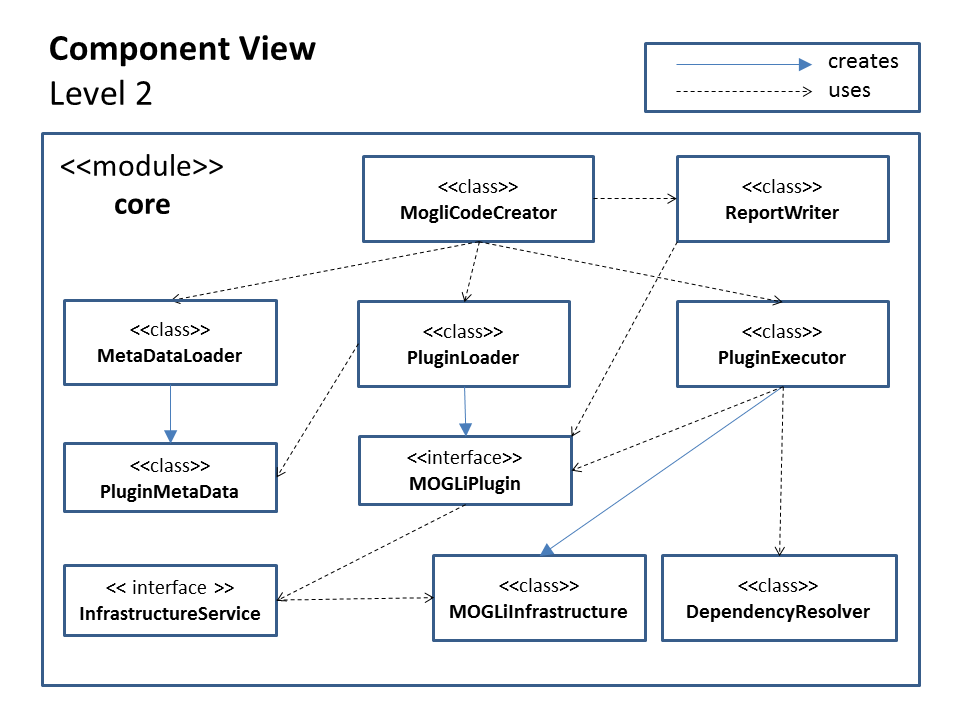 Component View
Level 2
creates
uses
<<module>>
core
<<class>>
MogliCodeCreator
<<class>>
ReportWriter
<<class>>
MetaDataLoader
<<class>>
PluginLoader
<<class>>
PluginExecutor
<<class>>
PluginMetaData
<<interface>>
MOGLiPlugin
<< interface >>
InfrastructureService
<<class>>
MOGLiInfrastructure
<<class>>
DependencyResolver